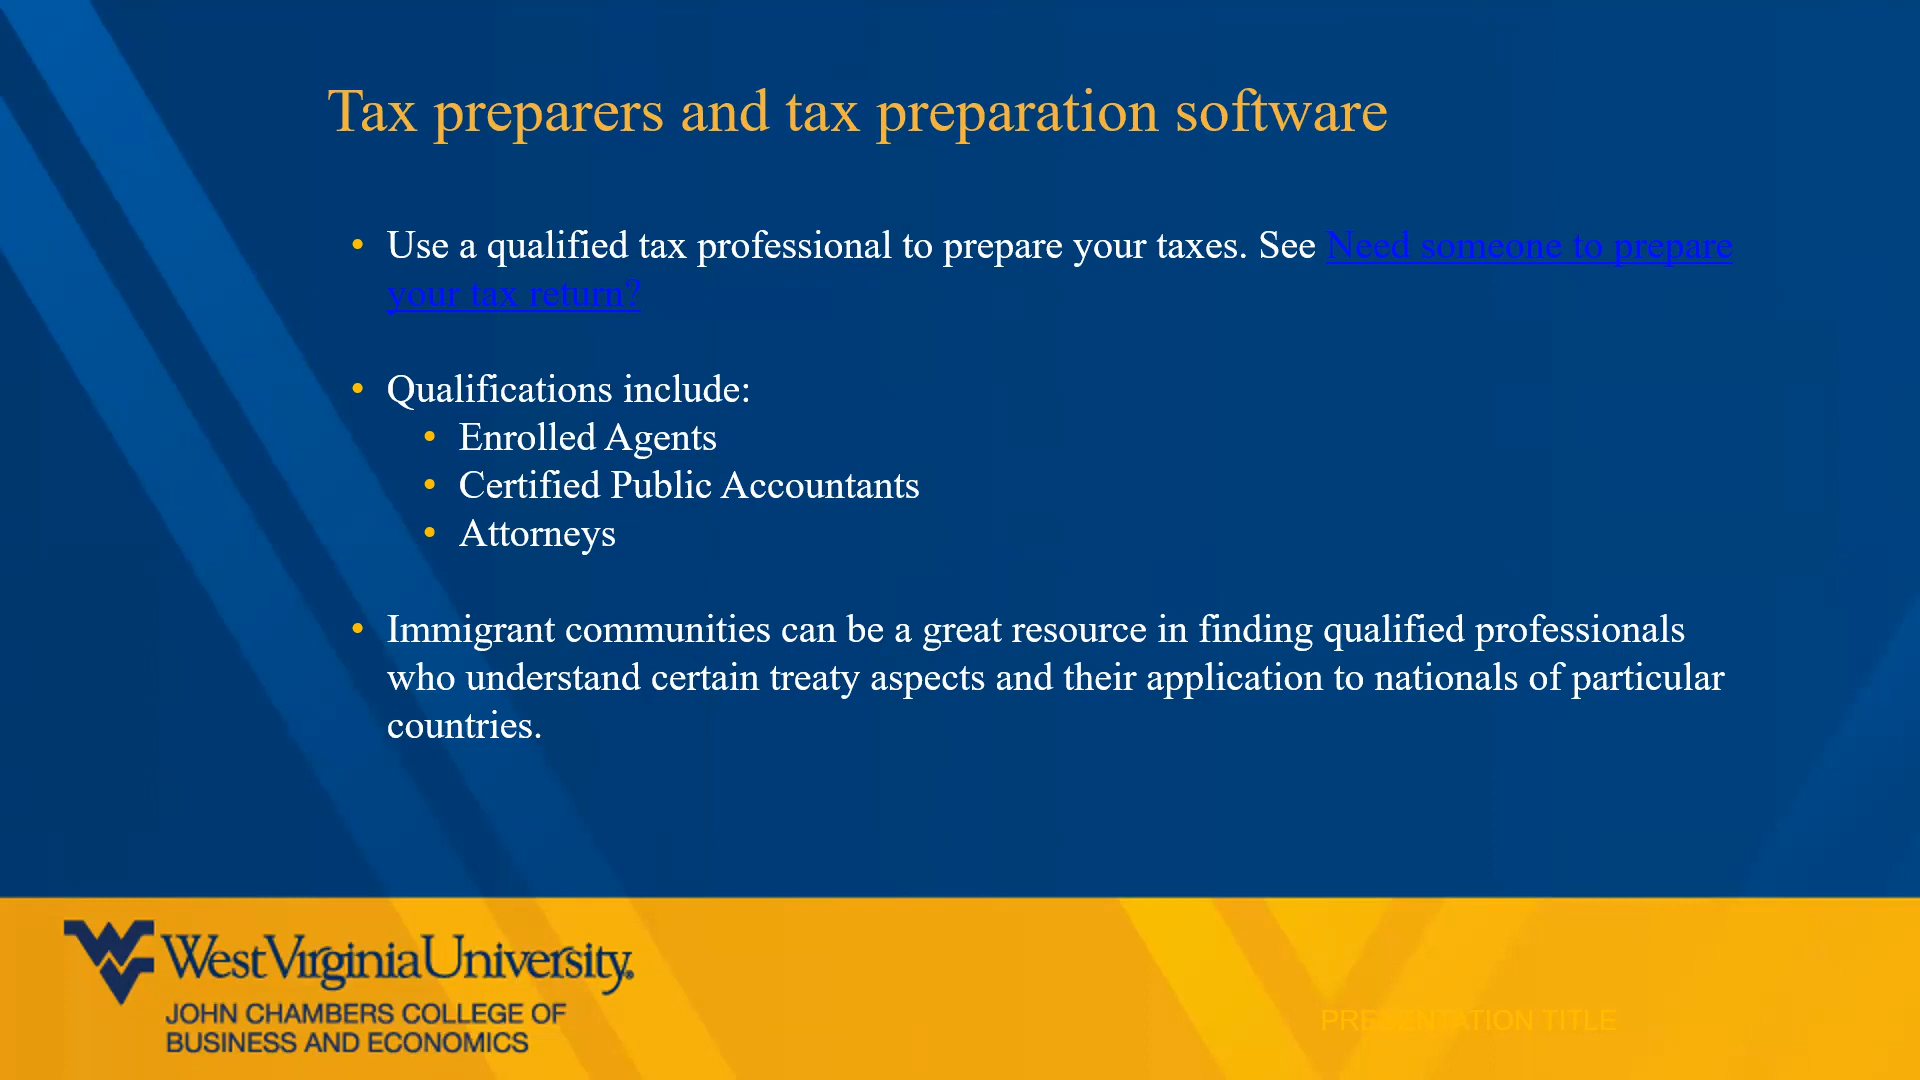 Tax preparers and tax preparation software
• Use a qualified tax professional to prepare your taxes. See Need someone to prepare
your tax return?
• Qualifications include:
• Enrolled Agents
• Certified Public Accountants
• Attorneys
• Immigrant communities can be a great resource in finding qualified professionals
who understand certain treaty aspects and their application to nationals of particular
countries.
WestVirginiaUniversity.
JOHN CHAMBERS COLLEGE OF
BUSINESS AND ECONOMICS
PRESENTATION TITLE